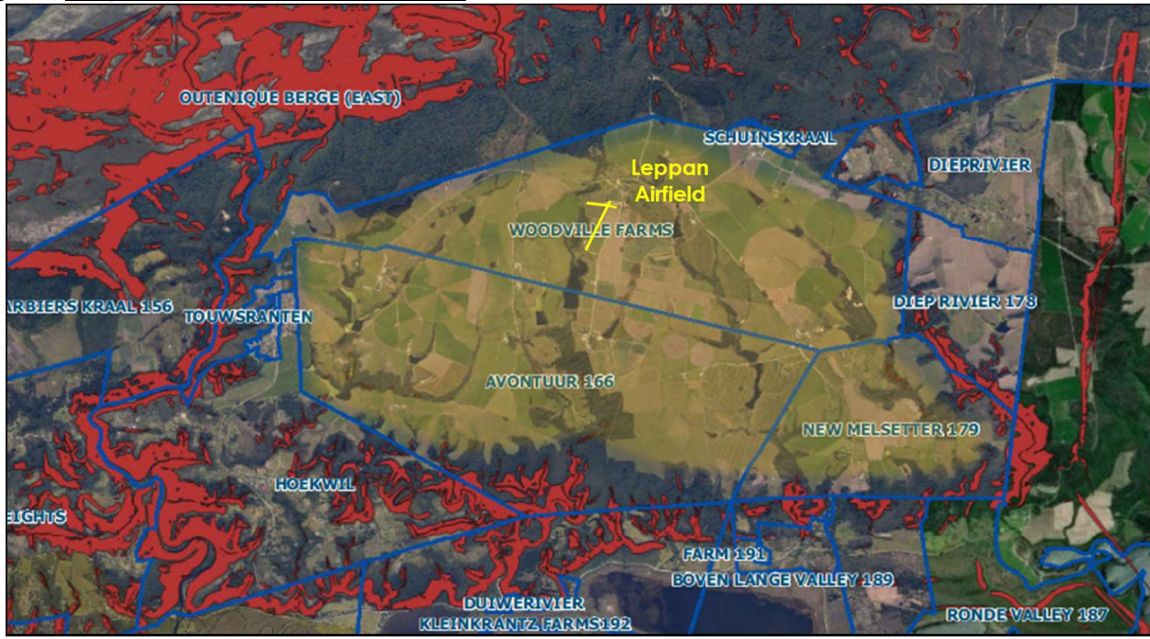 OUTENIQUE BERGE (EAST)
SCHUINSKRAAL
Leppan
Airfield
DIEPRIVIER
WOODVILLE FARMS
ARBIERS KRAAL 156
TOUWSRANTEN
DIEP RIVIER 178
AVONTUUR 166
NEW MELSETTER 179
HOEKWIL
EIGHTS
FARM 191
BOVEN LANGE VALLEY 189
DUIWERIVIER
KLEINKRANTZ FARMS192
RONDE VALLEY 187